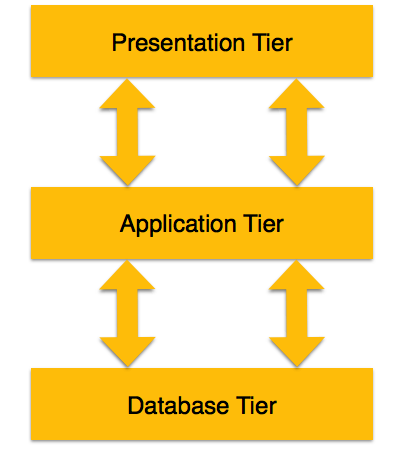 Presentation Tier
Application Tier
Database Tier